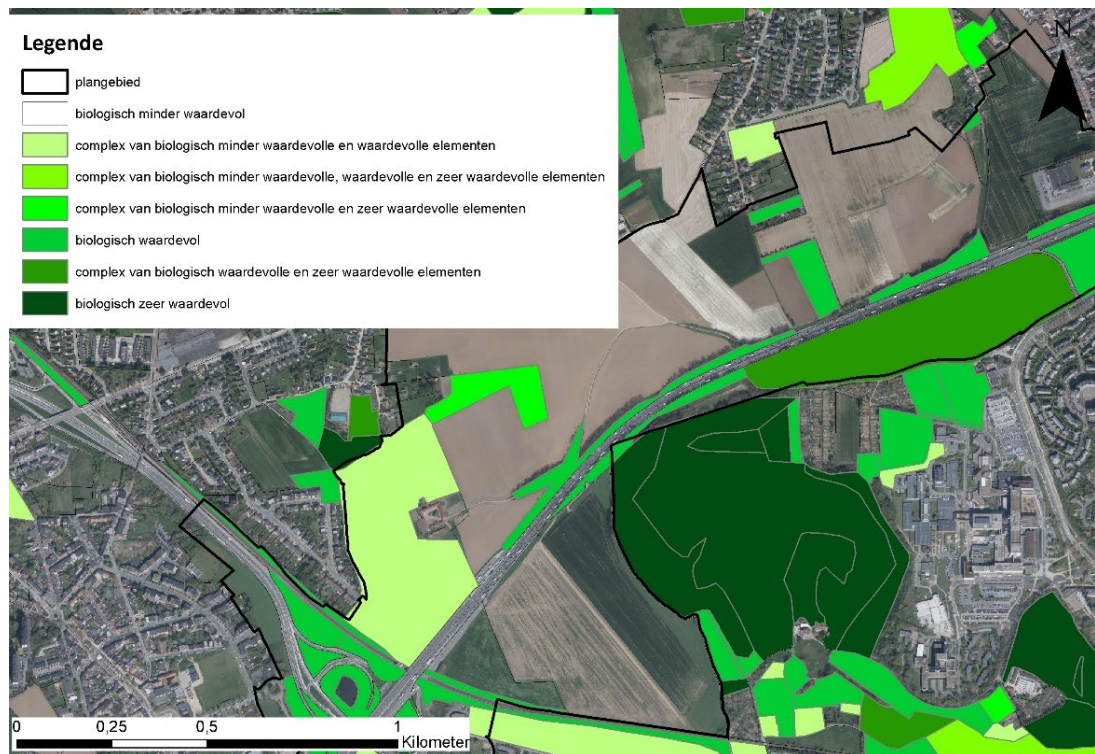 Legende
plangebied
biologisch minder waardevol
complex van biologisch minder waardevolle en waardevolle elementen
complex van biologisch minder waardevolle, waardevolle en zeer waardevolle elementen
complex van biologisch minder waardevolle en zeer waardevolle elementen
biologisch waardevol
complex van biologisch waardevolle en zeer waardevolle elementen
biologisch zeer waardevol
N
0 0,25 0,5 1
Kilometer